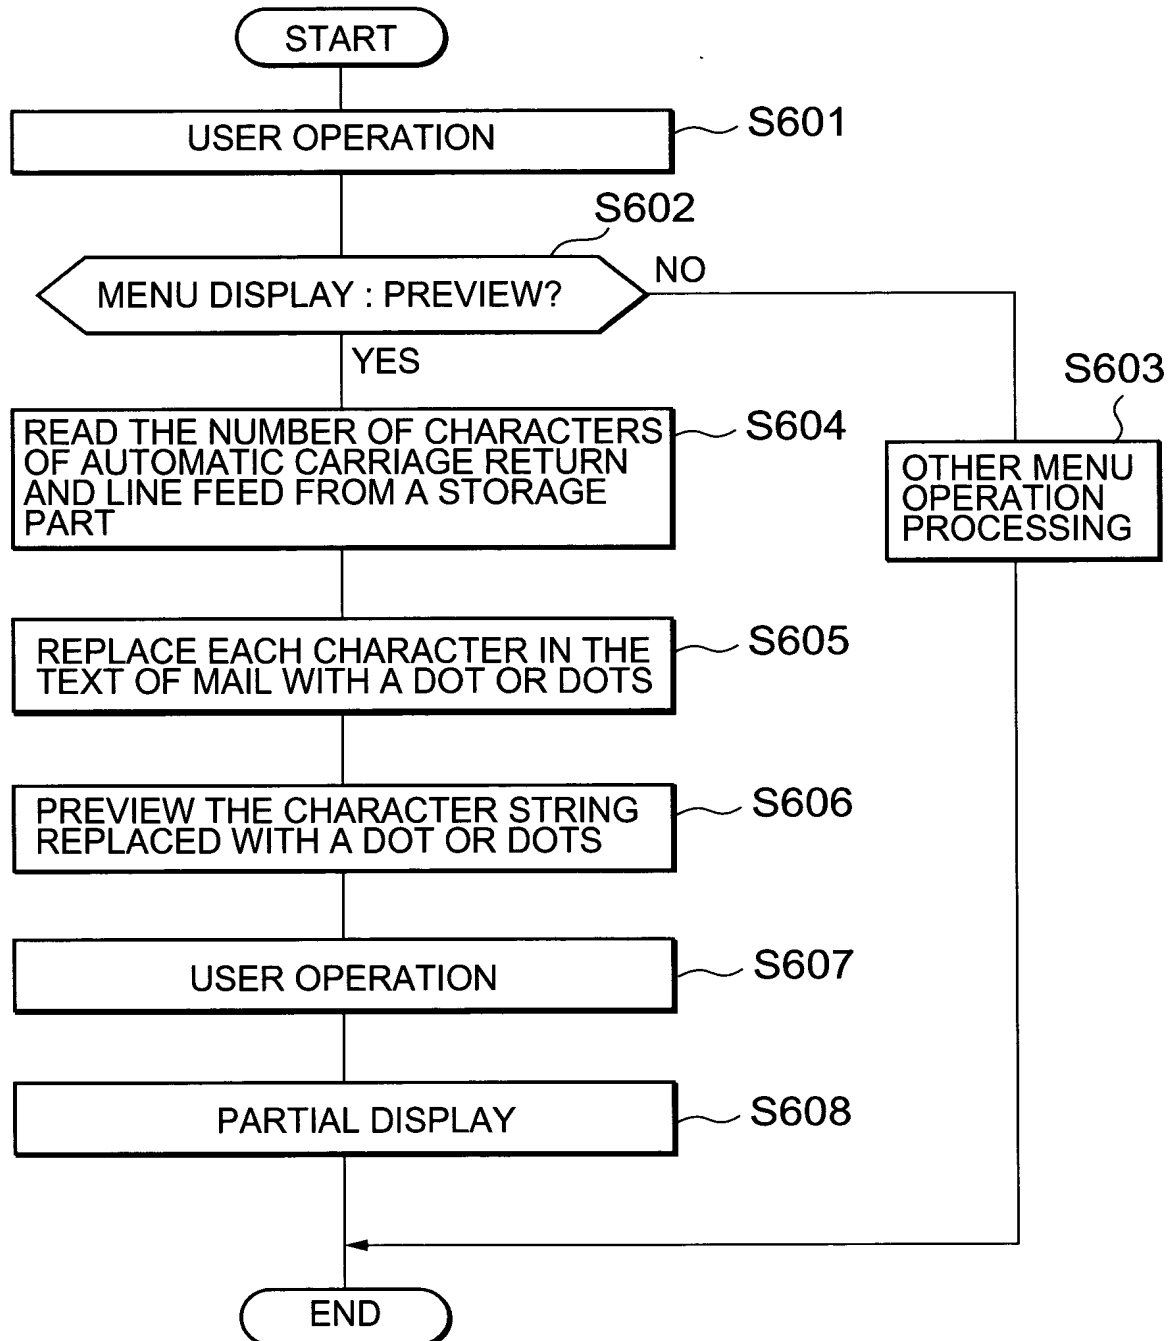 START
USER OPERATION
S601
S602
MENU DISPLAY : PREVIEW?
NO
YES
S603
READ THE NUMBER OF CHARACTERS
OF AUTOMATIC CARRIAGE RETURN
AND LINE FEED FROM A STORAGE
PART
S604
OTHER MENU
OPERATION
PROCESSING
REPLACE EACH CHARACTER IN THE
TEXT OF MAIL WITH A DOT OR DOTS
S605
PREVIEW THE CHARACTER STRING
REPLACED WITH A DOT OR DOTS
S606
USER OPERATION
S607
PARTIAL DISPLAY
S608
END